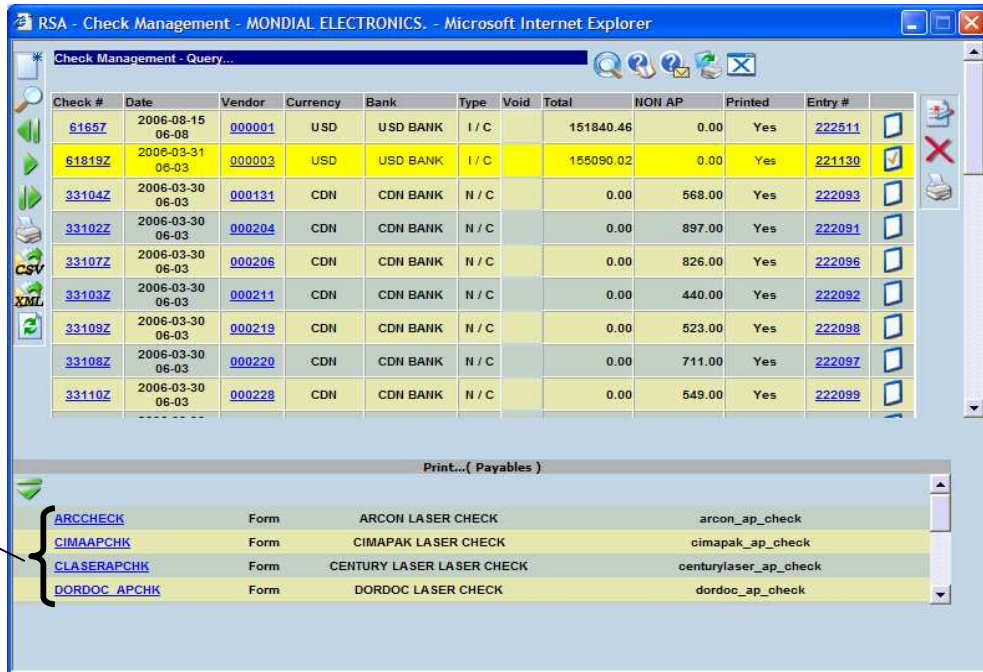 RSA - Check Management - MONDIAL ELECTRONICS. - Microsoft Internet Explorer
Check Management - Query...
Check # Date Vendor Currency Bank Type Void Total NON AP Printed Entry #
61657 2006-08-15 06-08 000001 USD USD BANK I / C 151840.46 0.00 Yes 222511
61819Z 2006-03-31 06-03 000003 USD USD BANK I / C 155090.02 0.00 Yes 221130
33104Z 2006-03-30 06-03 000131 CDN CDN BANK N / C 0.00 568.00 Yes 222093
33102Z 2006-03-30 06-03 000204 CDN CDN BANK N / C 0.00 897.00 Yes 222091
33107Z 2006-03-30 06-03 000206 CDN CDN BANK N / C 0.00 826.00 Yes 222096
33103Z 2006-03-30 06-03 000211 CDN CDN BANK N / C 0.00 440.00 Yes 222092
33109Z 2006-03-30 06-03 000219 CDN CDN BANK N / C 0.00 523.00 Yes 222098
33108Z 2006-03-30 06-03 000220 CDN CDN BANK N / C 0.00 711.00 Yes 222097
33110Z 2006-03-30 06-03 000228 CDN CDN BANK N / C 0.00 549.00 Yes 222099
CSV
XML
Print...( Payables )
ARCCHECK Form ARCON LASER CHECK arcon_ap_check
CIMAAPCHK Form CIMAPAK LASER CHECK cimapak_ap_check
CLASERAPCHK Form CENTURY LASER LASER CHECK centurylaser_ap_check
DORDOC_APCHK Form DORDOC LASER CHECK dordoc_ap_check